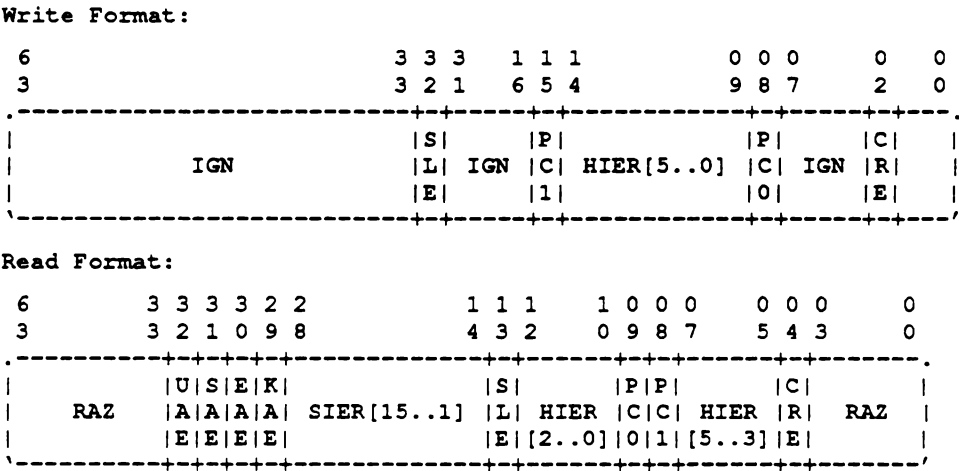 Write Format:
6 3 3 3 1 1 1 0 0 0 0 0
3 3 2 1 6 5 4 9 8 7 2 0
|S| |P| |P| |C|
IGN |L| IGN |C| HIER[5..0] |C| IGN |R|
|E| |1| |0| |E|
Read Format:
6 3 3 3 3 2 2 1 1 1 1 0 0 0 0 0 0 0
3 3 2 1 0 9 8 4 3 2 0 9 8 7 5 4 3 0
|U|S|E|K| |S| |P|P| |C|
RAZ |A|A|A|A| SIER[15..1] |L| HIER |C|C| HIER |R| RAZ
|E|E|E|E| |E|[2..0]|0|1|[5..3]|E|